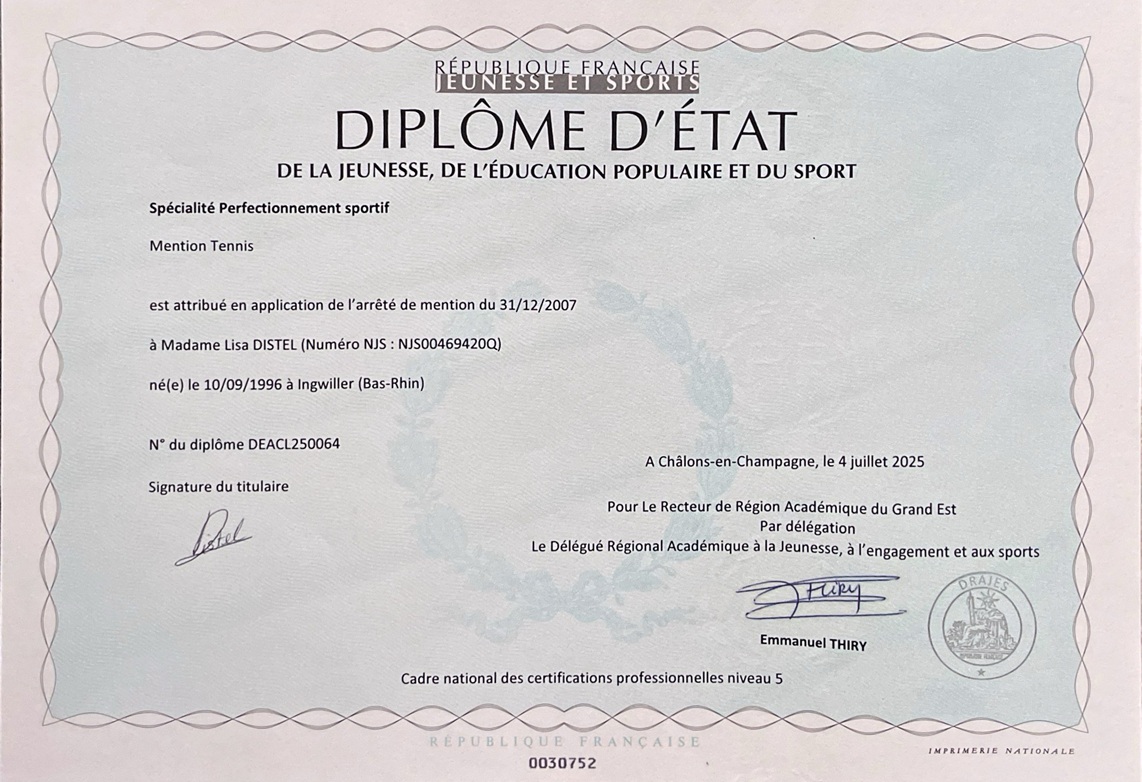 RÉPUBLIQUE FRANÇAISE
JEUNESSE ET SPORTS
DIPLÔME D'ÉTAT
DE LA JEUNESSE, DE L'ÉDUCATION POPULAIRE ET DU SPORT
Spécialité Perfectionnement sportif
Mention Tennis
est attribué en application de l'arrêté de mention du 31/12/2007
à Madame Lisa DISTEL (Numéro NJS : NJS00469420Q)
né(e) le 10/09/1996 à Ingwiller (Bas-Rhin)
N° du diplôme DEACL250064
A Châlons-en-Champagne, le 4 juillet 2025
Signature du titulaire
Distel
Pour Le Recteur de Région Académique du Grand Est
Par délégation
Le Délégué Régional Académique à la Jeunesse, à l'engagement et aux sports
THIRY
DRAJES
Emmanuel THIRY
Cadre national des certifications professionnelles niveau 5
RÉPUBLIQUE FRANÇAISE
IMPRIMERIE NATIONALE
0030752